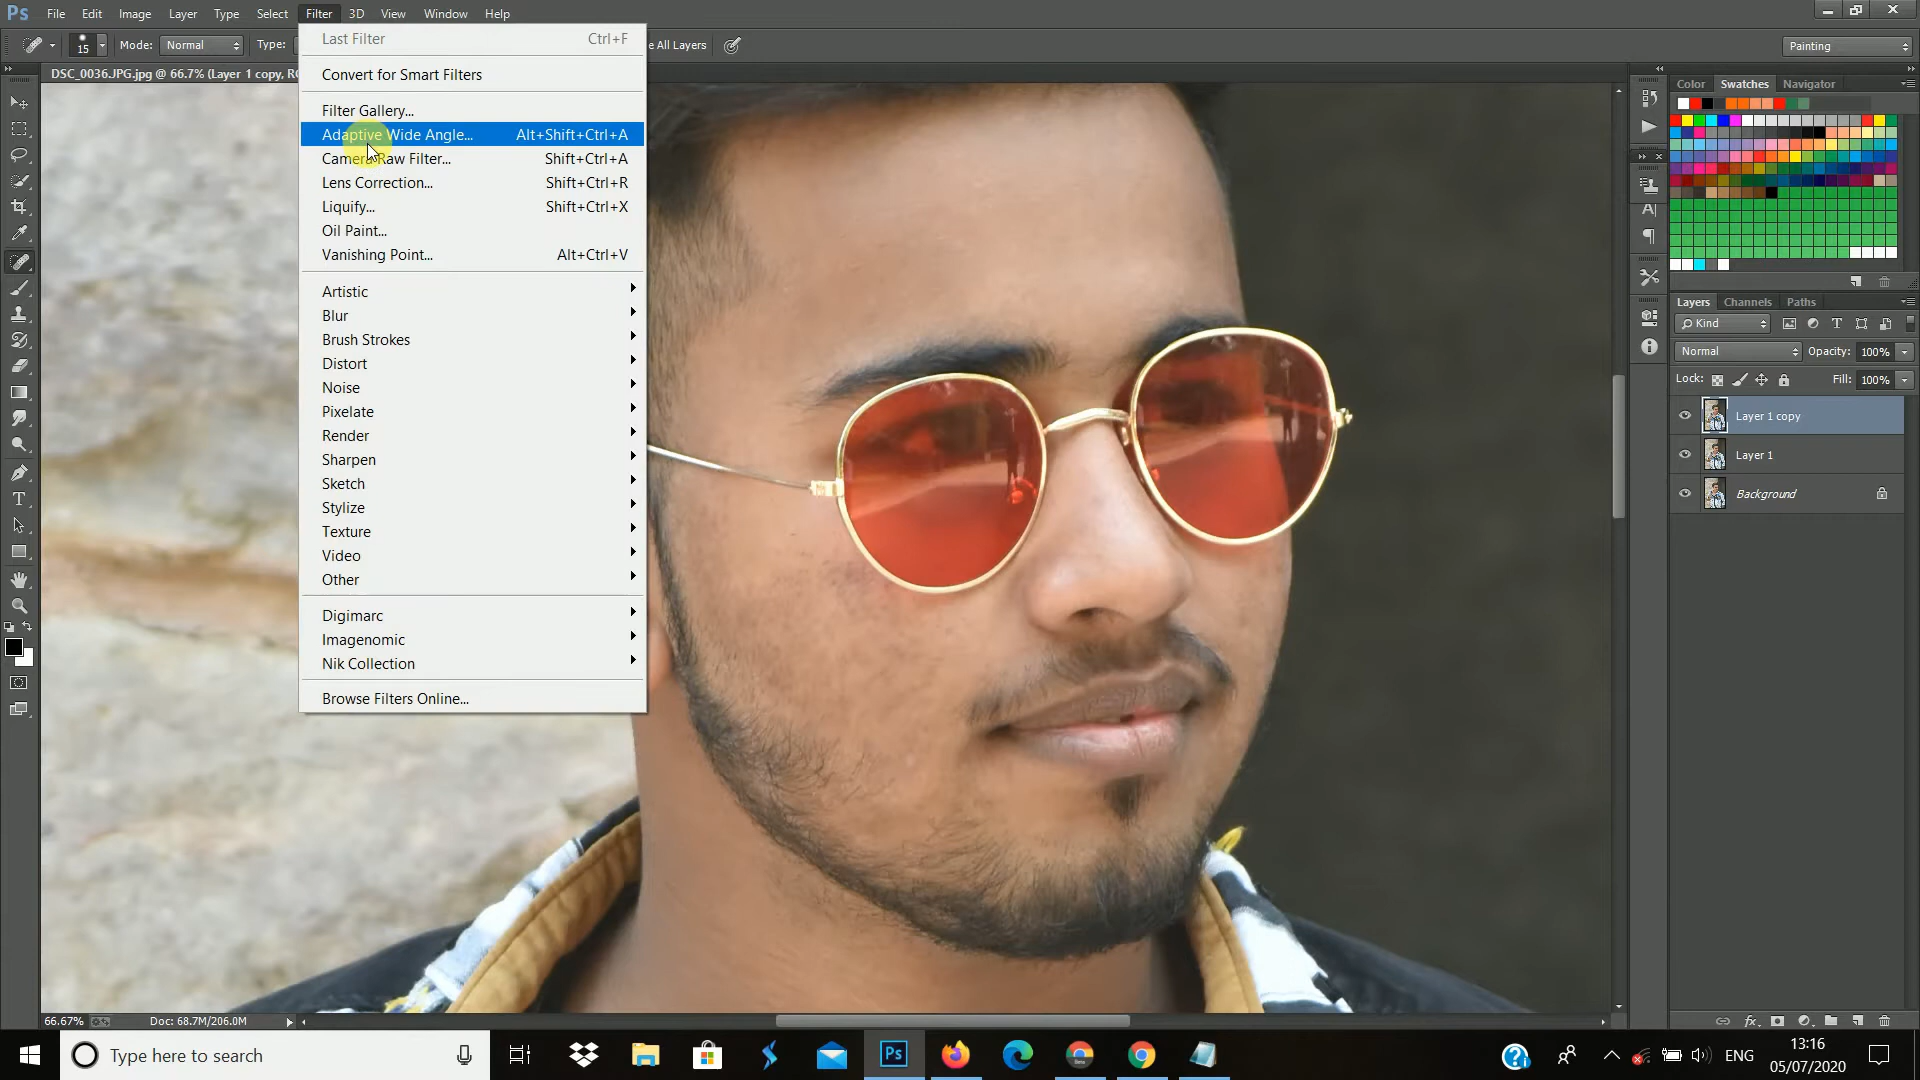 Ps File Edit Image Layer Type Select Filter 3D View Window Help
15 Mode: Normal Type: e All Layers Painting
DSC_0036.JPG.jpg @ 66.7% (Layer 1 copy, R
Last Filter Ctrl+F
Convert for Smart Filters
Filter Gallery...
Adaptive Wide Angle... Alt+Shift+Ctrl+A
Camera Raw Filter... Shift+Ctrl+A
Lens Correction... Shift+Ctrl+R
Liquify... Shift+Ctrl+X
Oil Paint...
Vanishing Point... Alt+Ctrl+V
Artistic
Blur
Brush Strokes
Distort
Noise
Pixelate
Render
Sharpen
Sketch
Stylize
Texture
Video
Other
Digimarc
Imagenomic
Nik Collection
Browse Filters Online...
Color Swatches Navigator
Layers Channels Paths
Kind
Normal Opacity: 100%
Lock: Fill: 100%
Layer 1 copy
Layer 1
Background
66.67% Doc: 68.7M/206.0M
Type here to search
Ps
ENG
13:16
05/07/2020